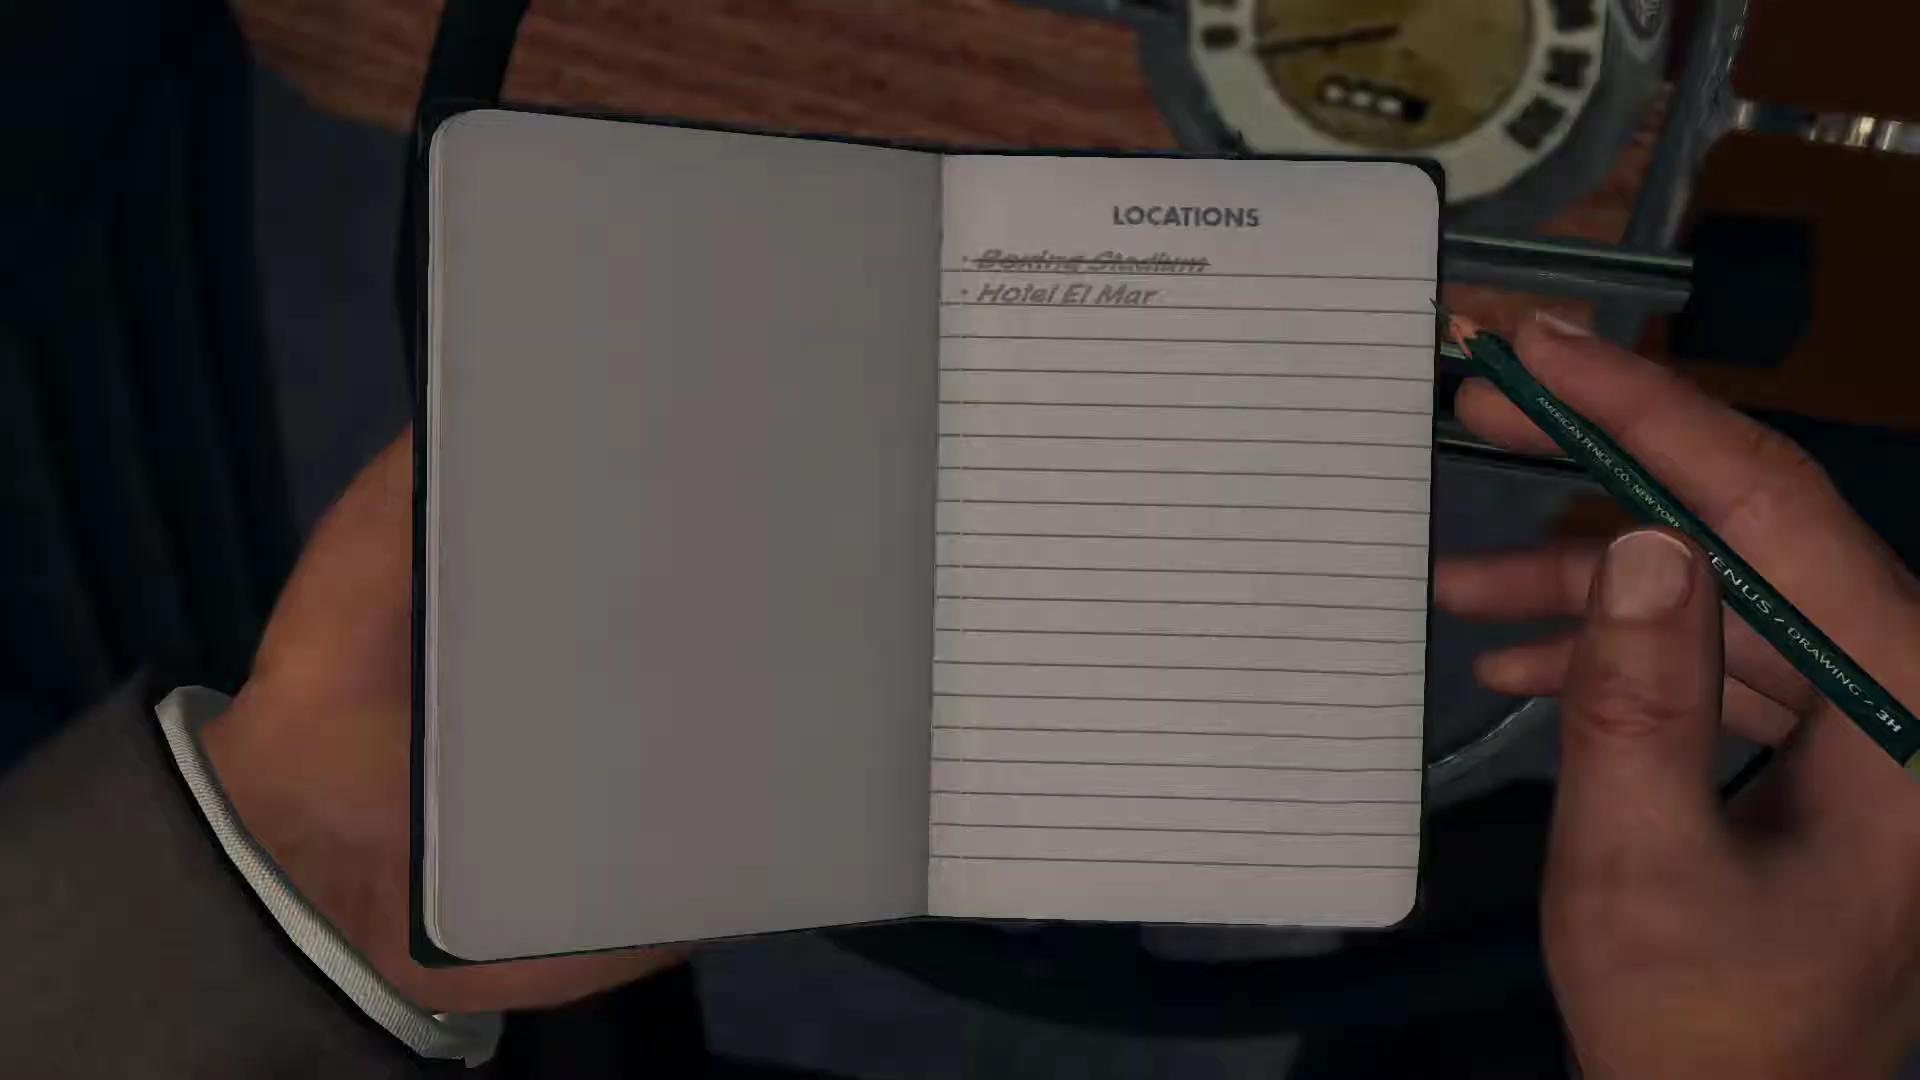 LOCATIONS
· Boxing Stadium
· Hotel El Mar
AMERICAN PENCIL CO. NEW YORK
VENUS / DRAWING / 3H